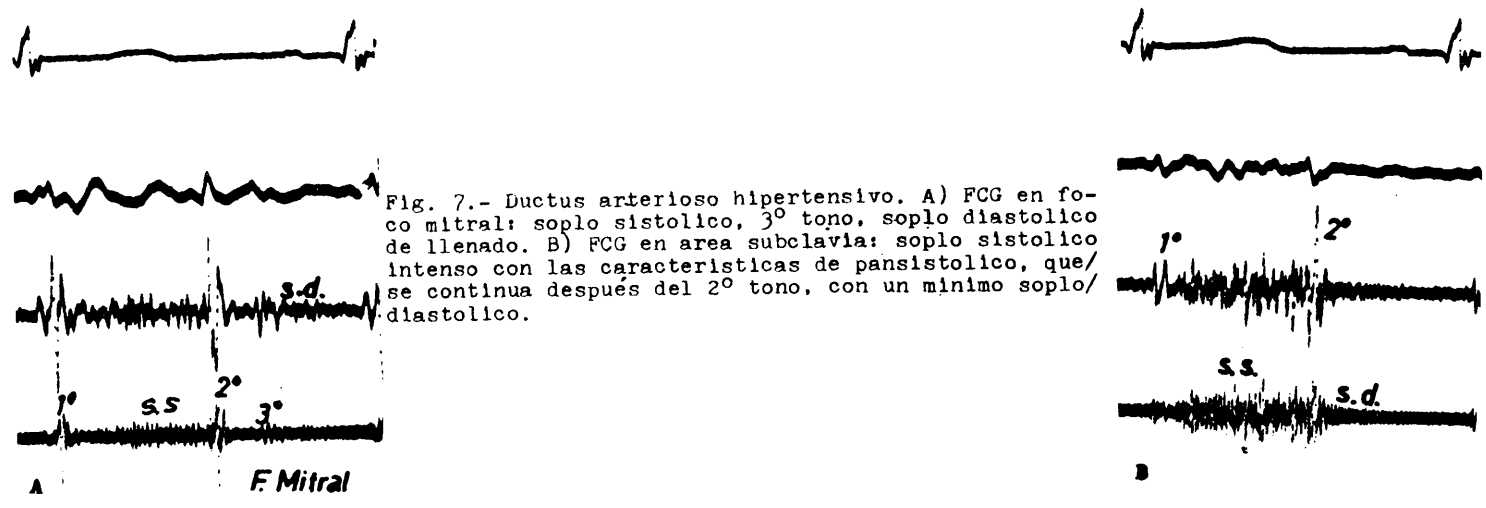 s.d.
1º
s.s
2º
3º
A
F. Mitral
Fig. 7.- Ductus arterioso hipertensivo. A) FCG en fo-
co mitral: soplo sistolico, 3º tono, soplo diastolico
de llenado. B) FCG en area subclavia: soplo sistolico
intenso con las caracteristicas de pansistolico, que/
se continua después del 2º tono, con un minimo soplo/
diastolico.
1º
2º
s.s.
s.d.
B